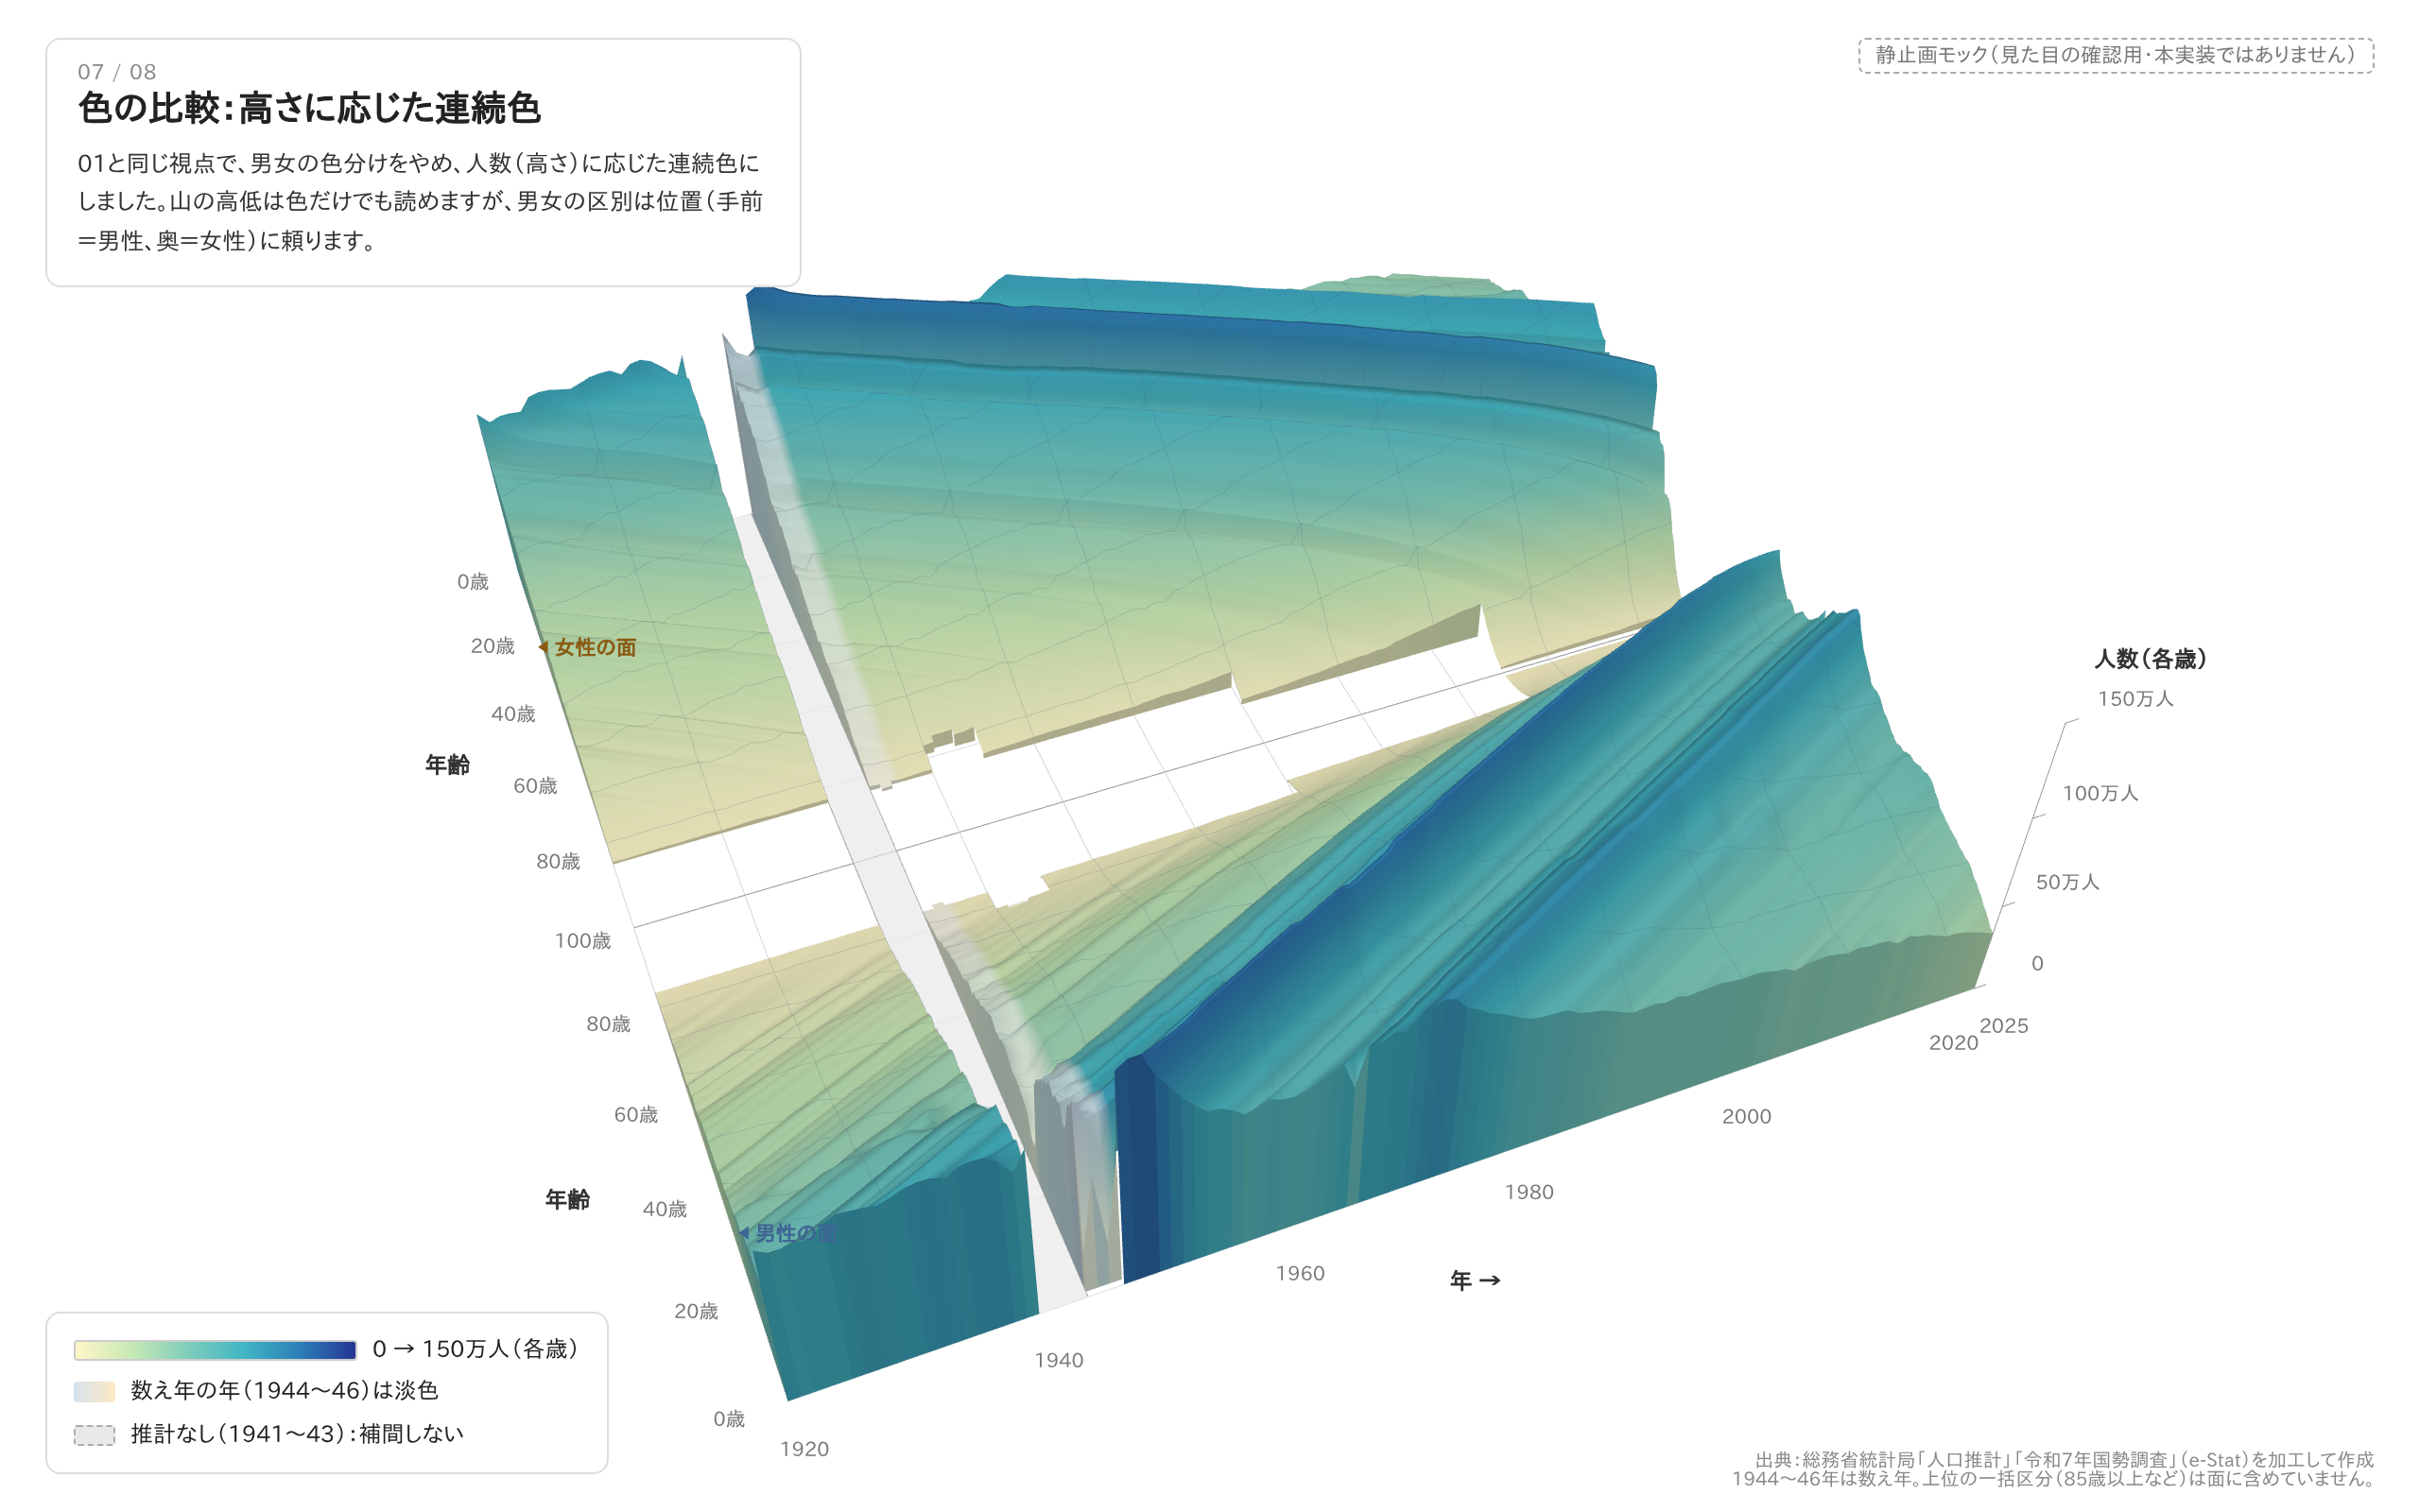 07 / 08
色の比較：高さに応じた連続色
01と同じ視点で、男女の色分けをやめ、人数（高さ）に応じた連続色に
しました。山の高低は色だけでも読めますが、男女の区別は位置（手前
＝男性、奥＝女性）に頼ります。
静止画モック（見た目の確認用・本実装ではありません）
0歳
20歳
◀ 女性の面
40歳
年齢
60歳
80歳
100歳
80歳
60歳
年齢
40歳
◀ 男性の面
20歳
0歳
人数（各歳）
150万人
100万人
50万人
0
2025
2020
2000
1980
1960
年 →
1940
1920
0 → 150万人（各歳）
数え年の年（1944〜46）は淡色
推計なし（1941〜43）：補間しない
出典：総務省統計局「人口推計」「令和7年国勢調査」（e-Stat）を加工して作成
1944〜46年は数え年。上位の一括区分（85歳以上など）は面に含めていません。